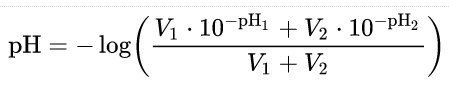 pH = −log( (V₁ · 10^(−pH₁) + V₂ · 10^(−pH₂)) / (V₁ + V₂) )